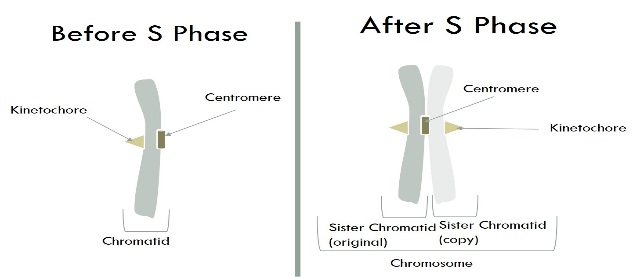 Before S Phase
Kinetochore
Centromere
Chromatid
After S Phase
Centromere
Kinetochore
Sister Chromatid
(original)
Sister Chromatid
(copy)
Chromosome